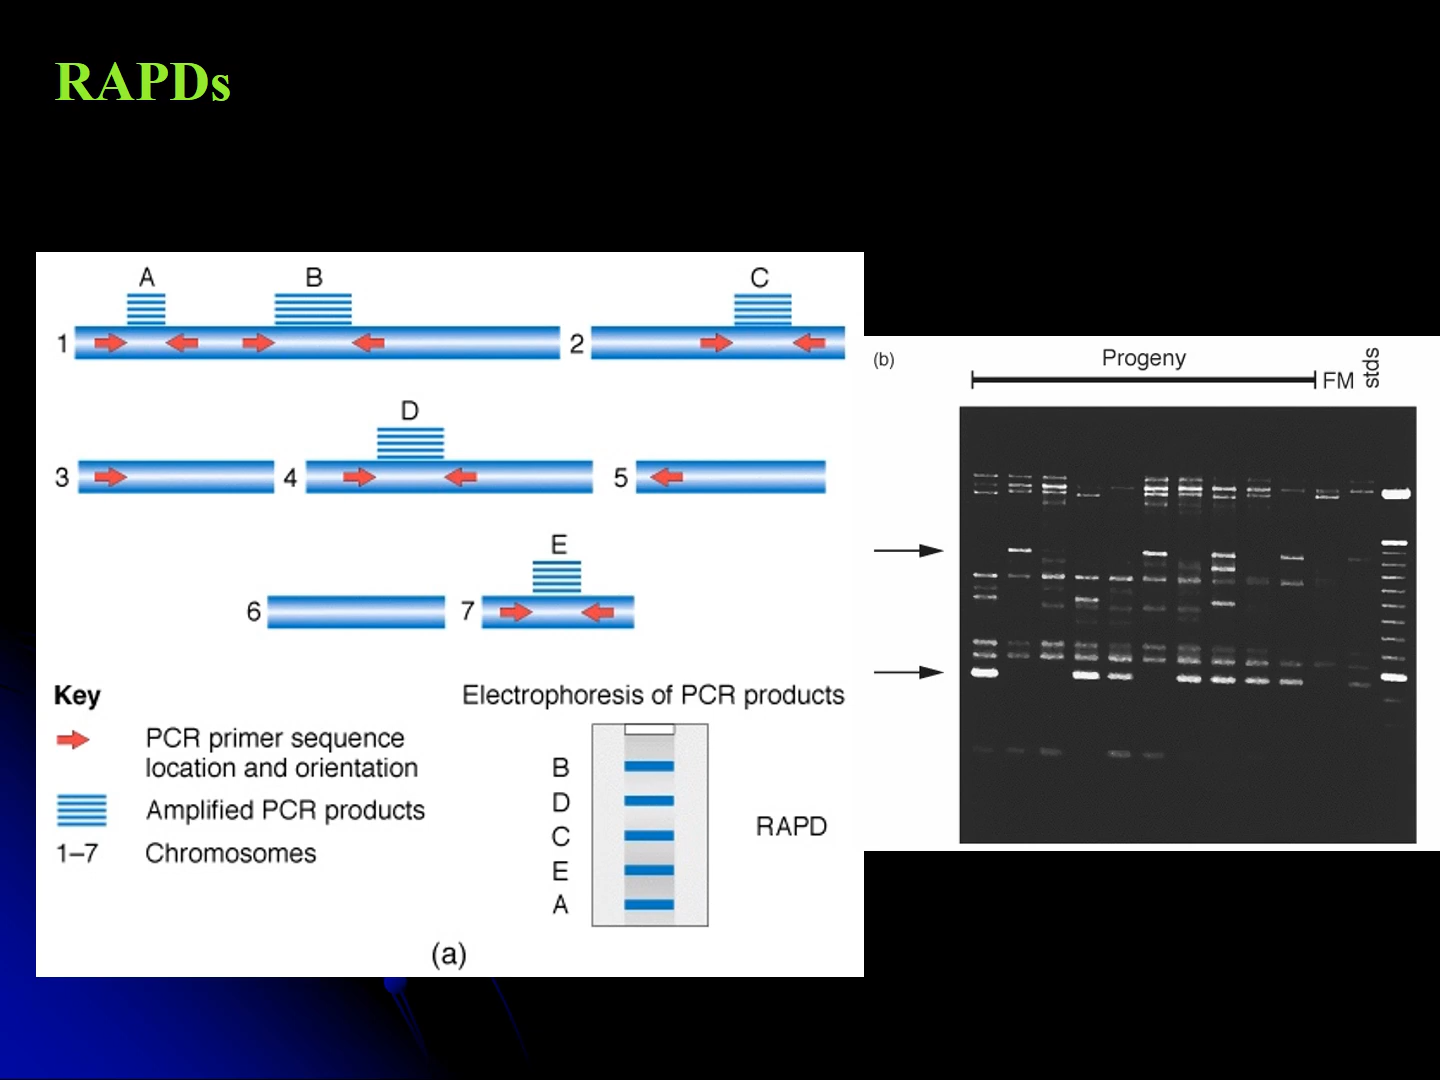 RAPDs
A
B
C
1
2
D
3
4
5
E
6
7
Key
PCR primer sequence
location and orientation
Amplified PCR products
1–7 Chromosomes
Electrophoresis of PCR products
B
D
C
E
A
RAPD
(a)
(b)
Progeny
FM
stds